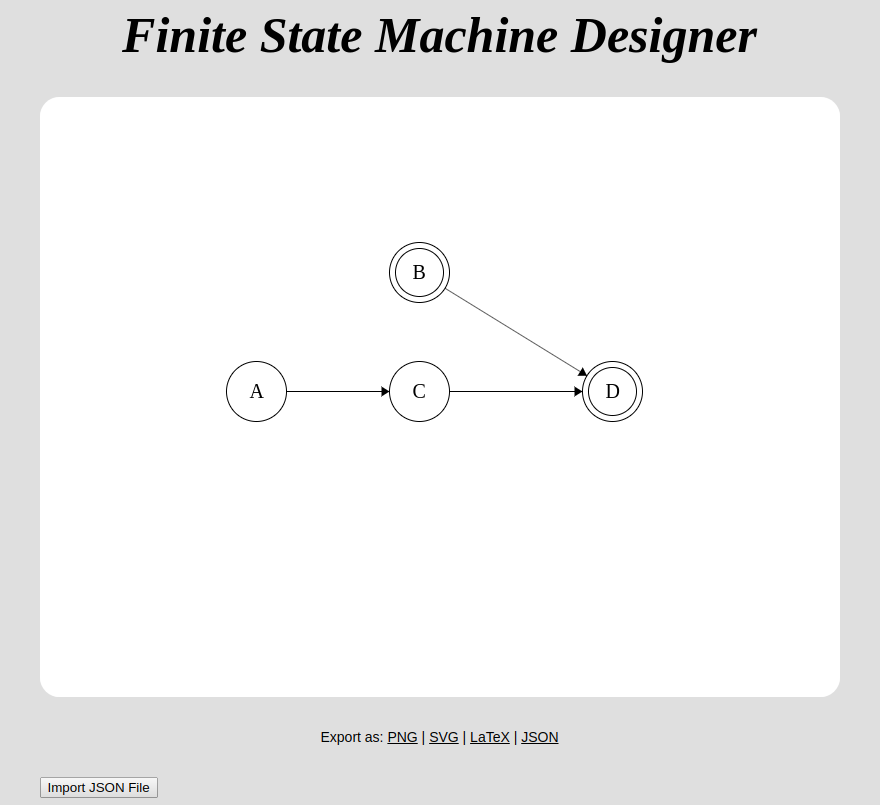 Finite State Machine Designer
B
A
C
D
Export as: PNG | SVG | LaTeX | JSON
Import JSON File